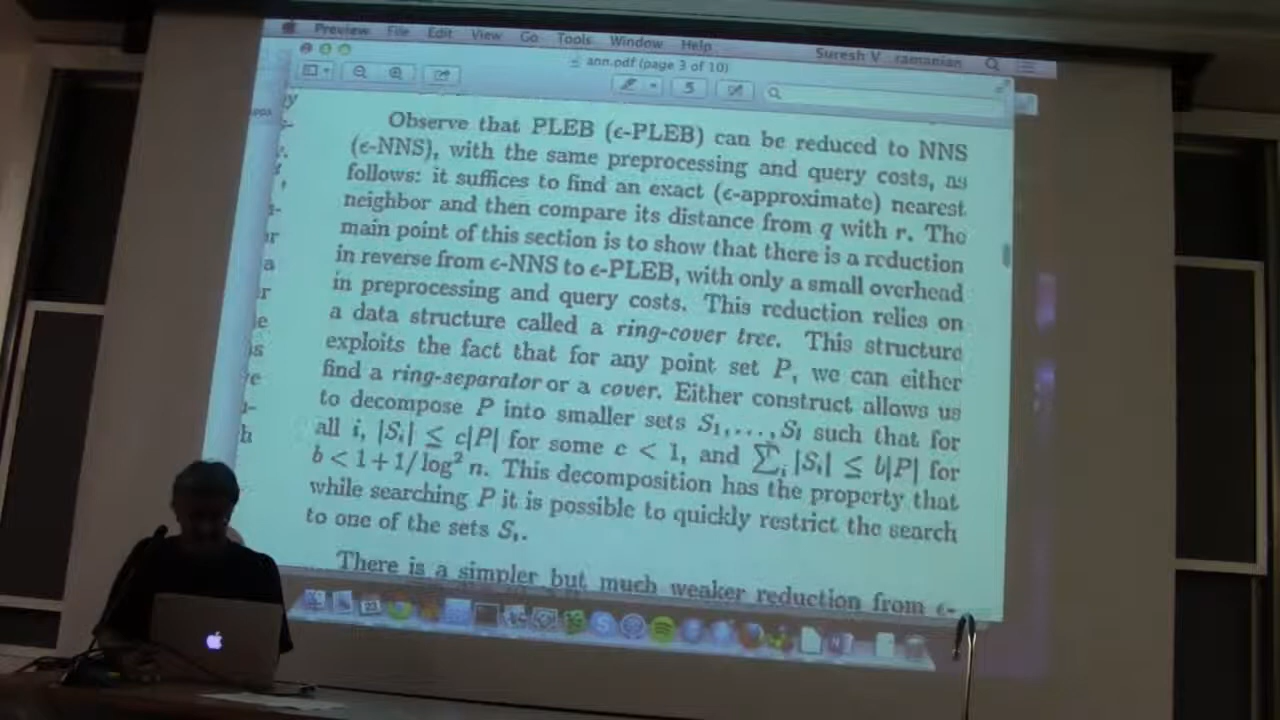 Preview File Edit View Go Tools Window Help Suresh V ramanian
ann.pdf (page 3 of 10)
Observe that PLEB (ϵ-PLEB) can be reduced to NNS
(ϵ-NNS), with the same preprocessing and query costs, as
follows: it suffices to find an exact (ϵ-approximate) nearest
neighbor and then compare its distance from q with r. The
main point of this section is to show that there is a reduction
in reverse from ϵ-NNS to ϵ-PLEB, with only a small overhead
in preprocessing and query costs. This reduction relies on
a data structure called a ring-cover tree. This structure
exploits the fact that for any point set P, we can either
find a ring-separator or a cover. Either construct allows us
to decompose P into smaller sets S₁,…,Sₗ such that for
all i, |Sᵢ| ≤ c|P| for some c < 1, and ∑ᵢ |Sᵢ| ≤ b|P| for
b < 1 + 1/log² n. This decomposition has the property that
while searching P it is possible to quickly restrict the search
to one of the sets Sᵢ.
There is a simpler but much weaker reduction from ϵ-